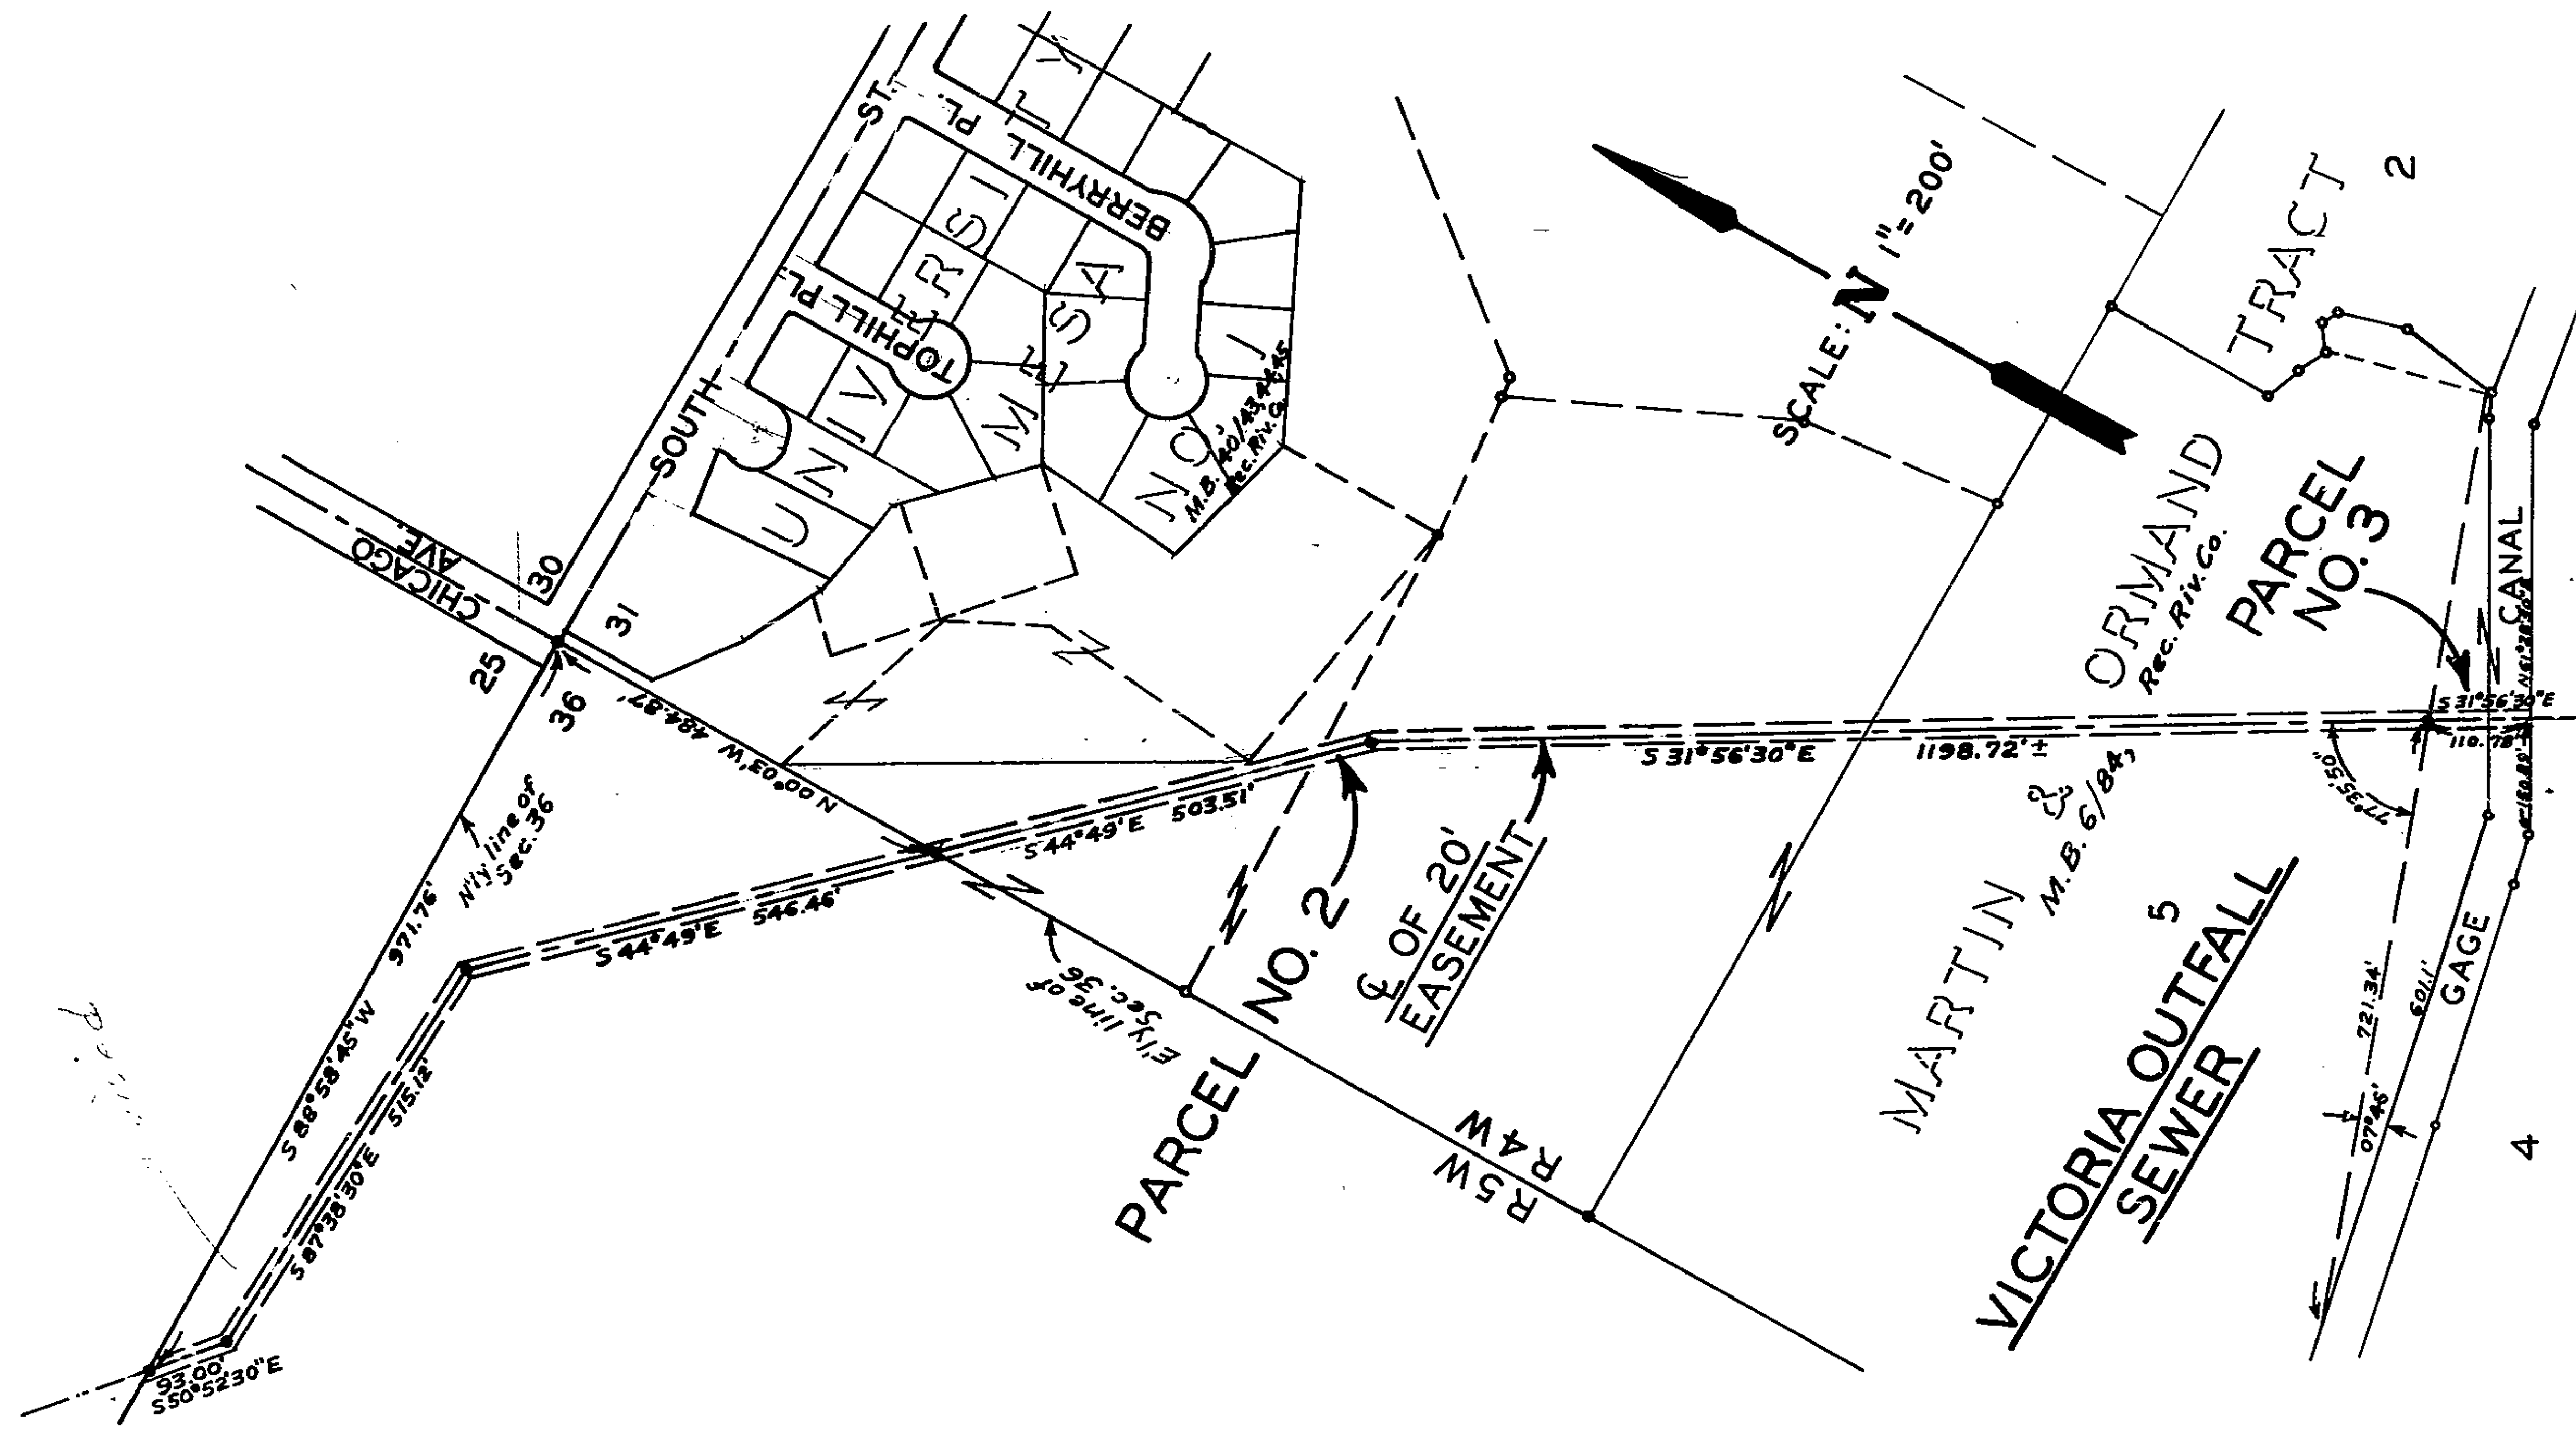 CHICAGO
AVE.
SOUTH ST.
TOPHILL PL.
BERRYHILL PL.
UNIVERSITY
MESA
NO. 1
M.B. 40/43,44,45
Rec. Riv. Co.
25
30
36
31
484.87'
N 00°03' W
N'ly line of
Sec. 36
971.76'
S 88°58'45" W
S 87°38'30" E 515.12'
93.00'
S 50°52'30" E
S 44°49' E 546.46'
S 44°49' E 503.51'
E'ly line of
Sec. 36
PARCEL NO. 2
℄ OF 20'
EASEMENT
SCALE: 1" = 200'
N
S 31°56'30" E 1198.72' ±
R 5 W
R 4 W
MARTIN & ORMAND TRACT
M.B. 6/84,
Rec. Riv. Co.
2
5
4
PARCEL
NO. 3
S 31°56'30" E
110.78' ±
77°35'50"
VICTORIA OUTFALL
SEWER
721.34'
601.1'
07°46'
GAGE CANAL